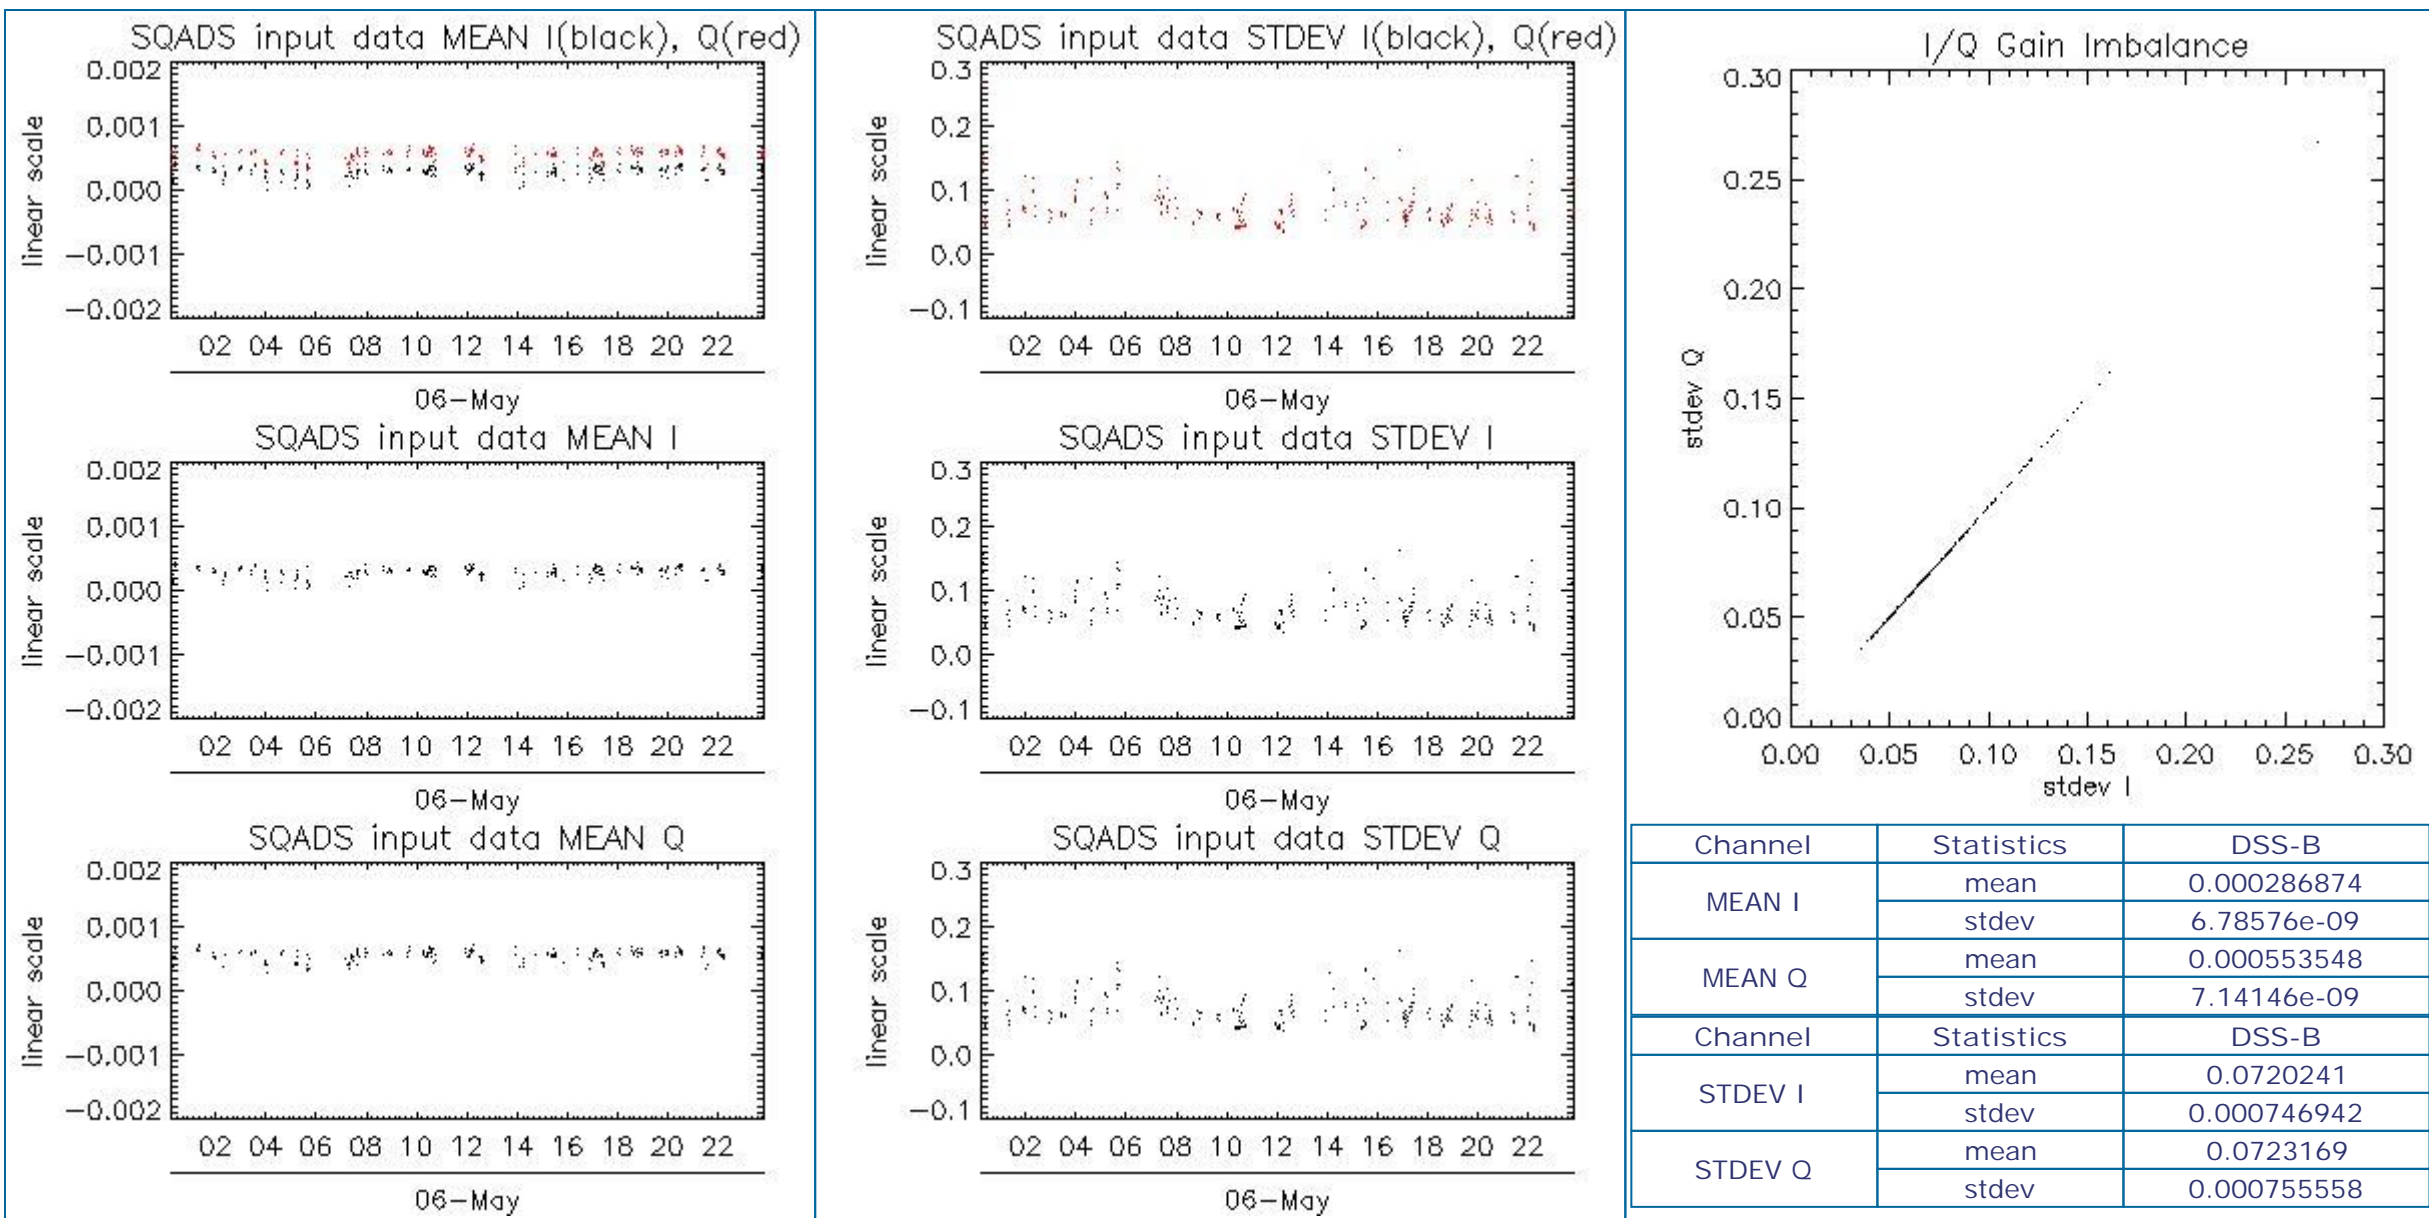 SQADS input data MEAN I(black), Q(red)
0.002
0.001
0.000
-0.001
-0.002
linear scale
02 04 06 08 10 12 14 16 18 20 22
06-May
SQADS input data MEAN I
0.002
0.001
0.000
-0.001
-0.002
linear scale
02 04 06 08 10 12 14 16 18 20 22
06-May
SQADS input data MEAN Q
0.002
0.001
0.000
-0.001
-0.002
linear scale
02 04 06 08 10 12 14 16 18 20 22
06-May
SQADS input data STDEV I(black), Q(red)
0.3
0.2
0.1
0.0
-0.1
linear scale
02 04 06 08 10 12 14 16 18 20 22
06-May
SQADS input data STDEV I
0.3
0.2
0.1
0.0
-0.1
linear scale
02 04 06 08 10 12 14 16 18 20 22
06-May
SQADS input data STDEV Q
0.3
0.2
0.1
0.0
-0.1
linear scale
02 04 06 08 10 12 14 16 18 20 22
06-May
I/Q Gain Imbalance
0.30
0.25
0.20
0.15
0.10
0.05
0.00
stdev Q
0.00 0.05 0.10 0.15 0.20 0.25 0.30
stdev I
Channel Statistics DSS-B
MEAN I mean 0.000286874
stdev 6.78576e-09
MEAN Q mean 0.000553548
stdev 7.14146e-09
Channel Statistics DSS-B
STDEV I mean 0.0720241
stdev 0.000746942
STDEV Q mean 0.0723169
stdev 0.000755558